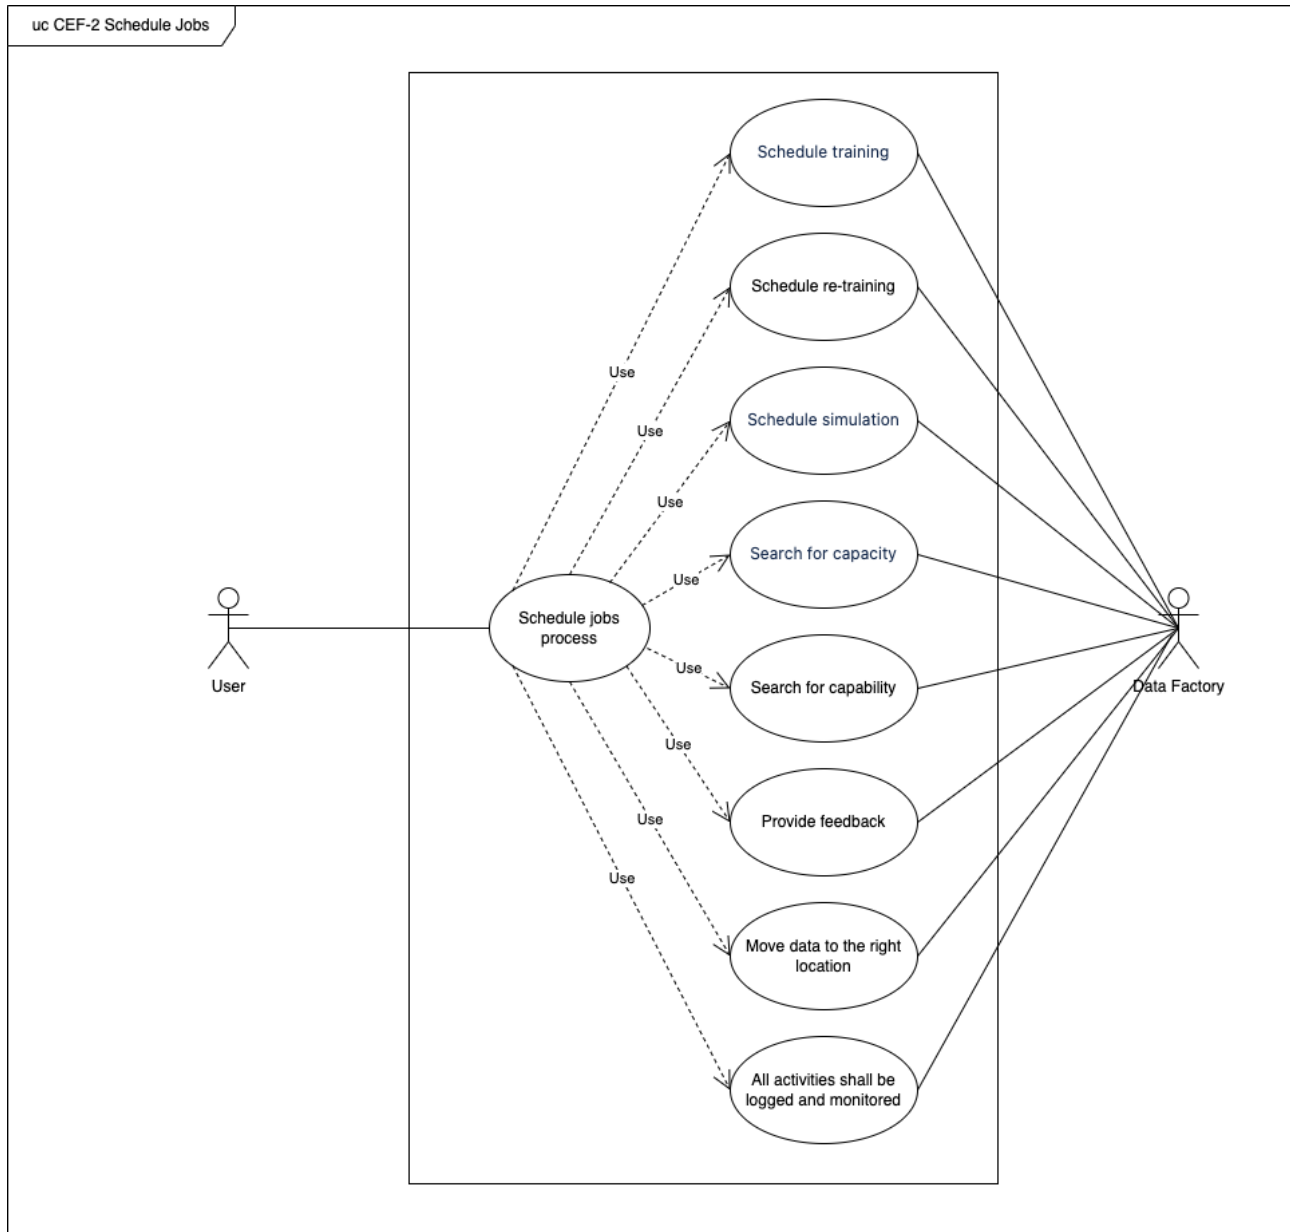 uc CEF-2 Schedule Jobs
Schedule training
Schedule re-training
Use
Use
Schedule simulation
Use
Search for capacity
Use
Schedule jobs
process
User
Use
Search for capability
Data Factory
Use
Provide feedback
Use
Use
Move data to the right
location
All activities shall be
logged and monitored